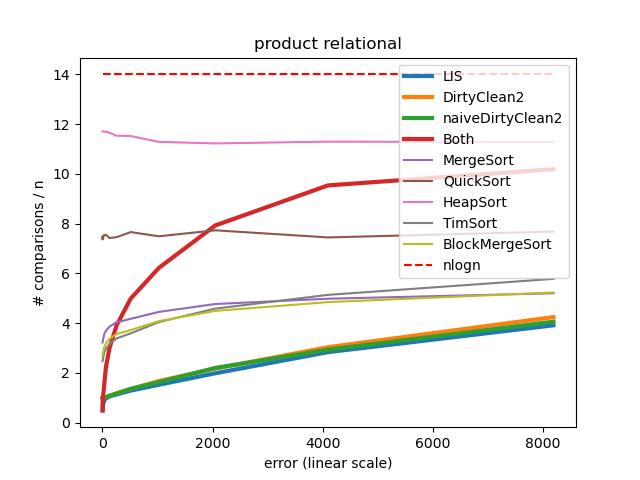 product relational
14
12
10
8
6
4
2
0
# comparisons / n
LIS
DirtyClean2
naiveDirtyClean2
Both
MergeSort
QuickSort
HeapSort
TimSort
BlockMergeSort
nlogn
0 2000 4000 6000 8000
error (linear scale)